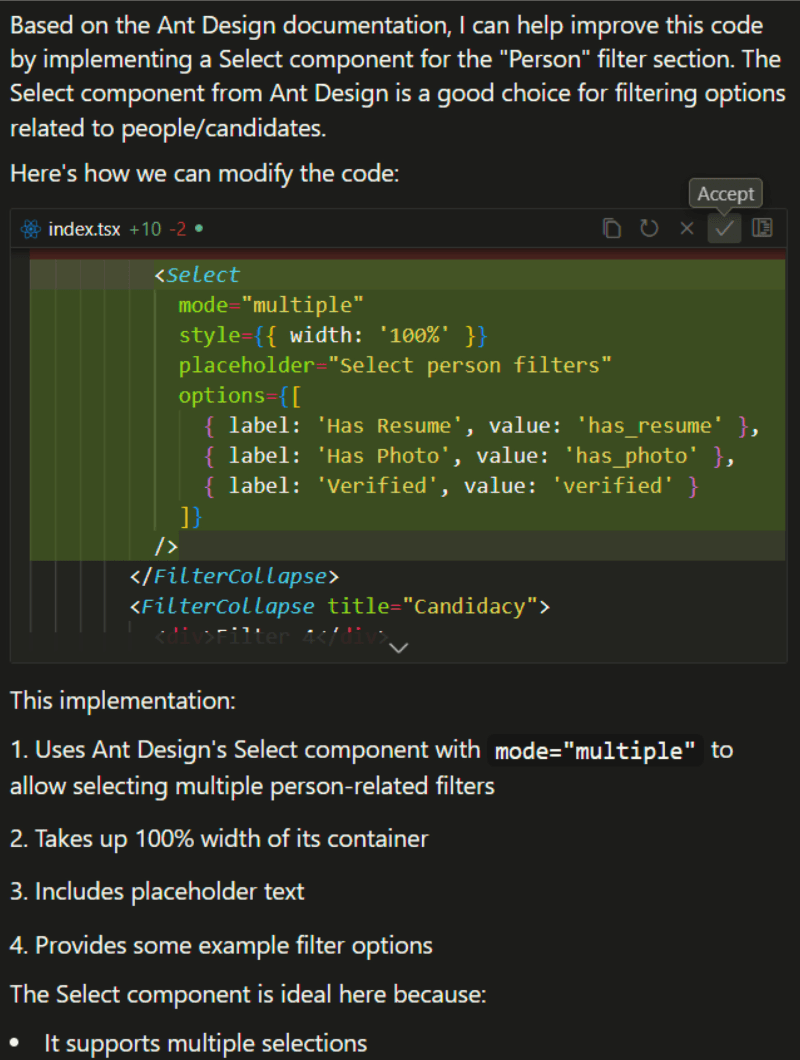 Based on the Ant Design documentation, I can help improve this code
by implementing a Select component for the "Person" filter section. The
Select component from Ant Design is a good choice for filtering options
related to people/candidates.
Here's how we can modify the code:
Accept
index.tsx +10 -2
<Select
mode="multiple"
style={{ width: '100%' }}
placeholder="Select person filters"
options={[
{ label: 'Has Resume', value: 'has_resume' },
{ label: 'Has Photo', value: 'has_photo' },
{ label: 'Verified', value: 'verified' }
]}
/>
</FilterCollapse>
<FilterCollapse title="Candidacy">
<div>Filter 4</div>
This implementation:
1. Uses Ant Design's Select component with mode="multiple" to
allow selecting multiple person-related filters
2. Takes up 100% width of its container
3. Includes placeholder text
4. Provides some example filter options
The Select component is ideal here because:
• It supports multiple selections